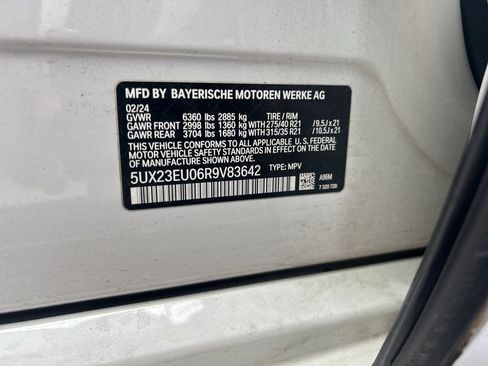 MFD BY BAYERISCHE MOTOREN WERKE AG
02/24
GVWR 6360 lbs 2885 kg TIRE / RIM
GAWR FRONT 2998 lbs 1360 kg WITH 275/40 R21 /9.5J x 21
GAWR REAR 3704 lbs 1680 kg WITH 315/35 R21 /10.5J x 21
THIS VEHICLE CONFORMS TO ALL APPLICABLE U. S. FEDERAL
MOTOR VEHICLE SAFETY STANDARDS IN EFFECT ON THE DATE OF
MANUFACTURE SHOWN ABOVE.
5UX23EU06R9V83642 TYPE: MPV
A96M
7 320 729